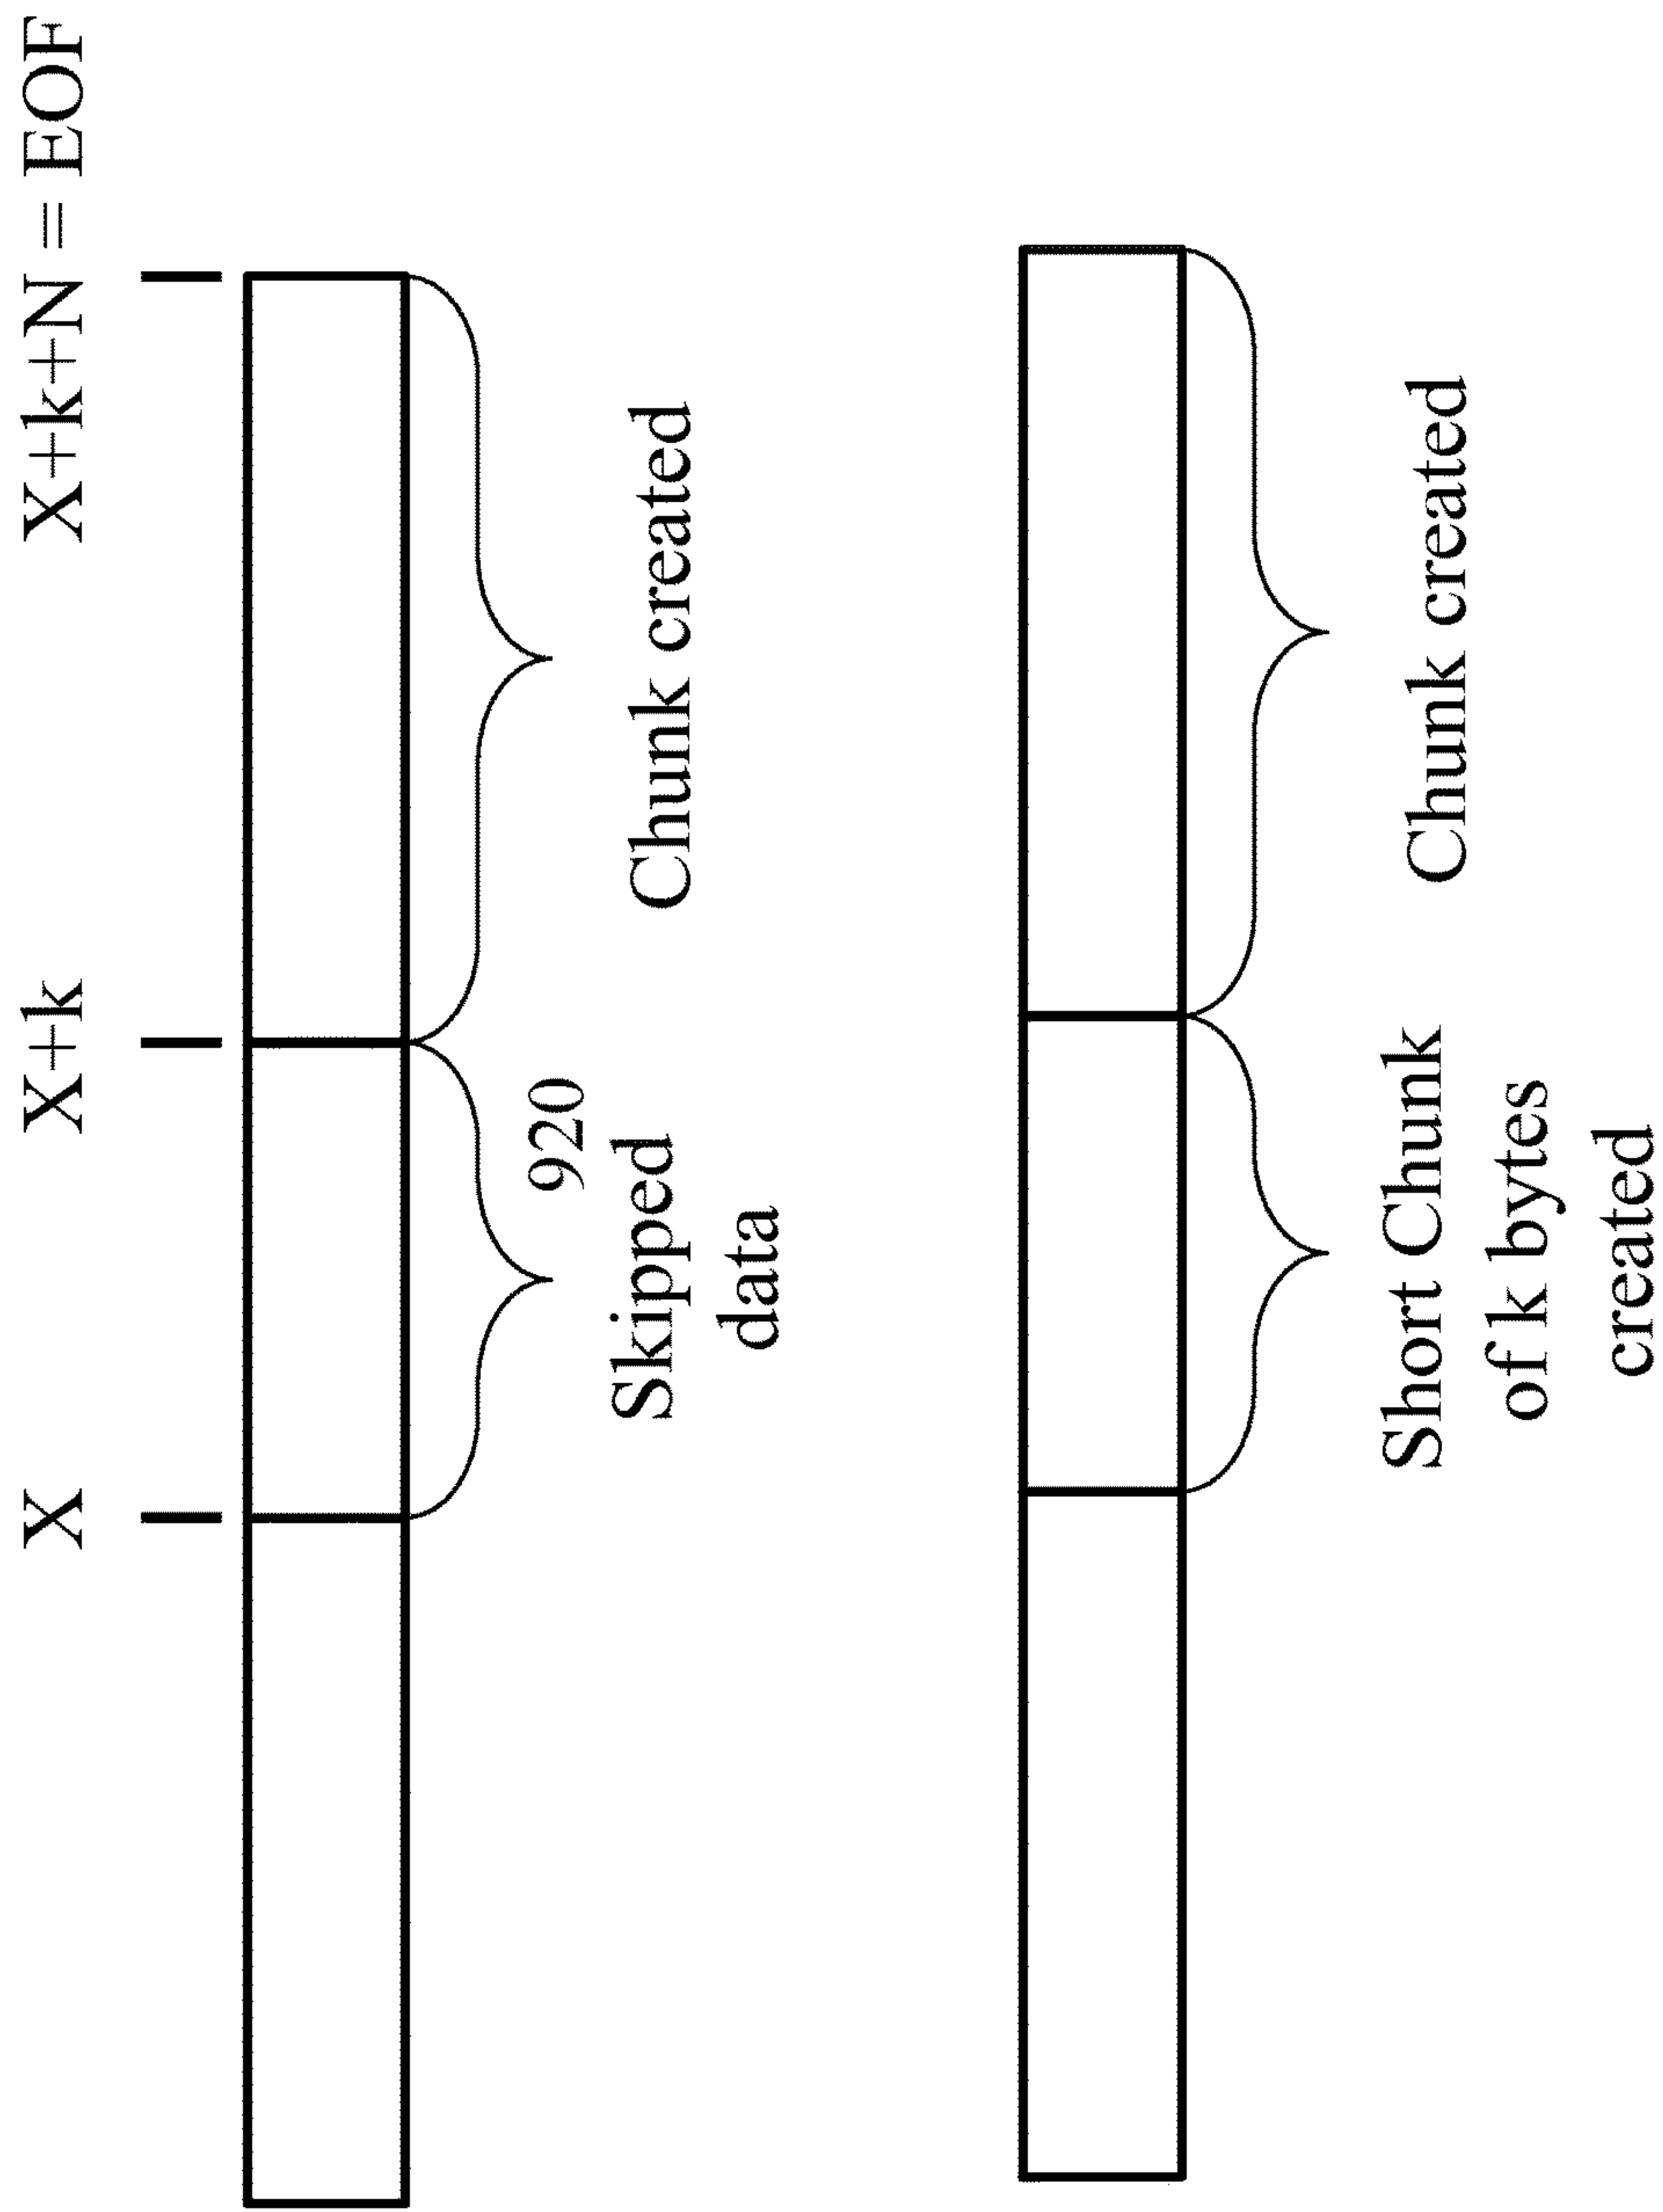 X
X+k
X+k+N = EOF
920
Skipped
data
Chunk created
Short Chunk
of k bytes
created
Chunk created